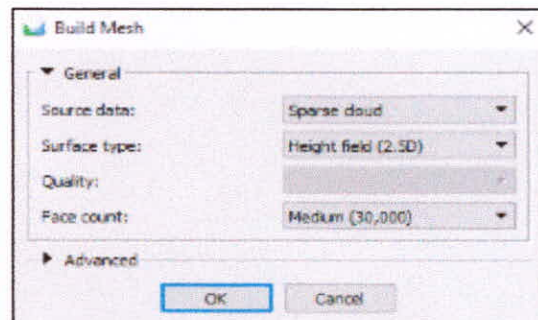 Build Mesh
General
Source data: Sparse cloud
Surface type: Height field (2.5D)
Quality:
Face count: Medium (30,000)
Advanced
OK Cancel